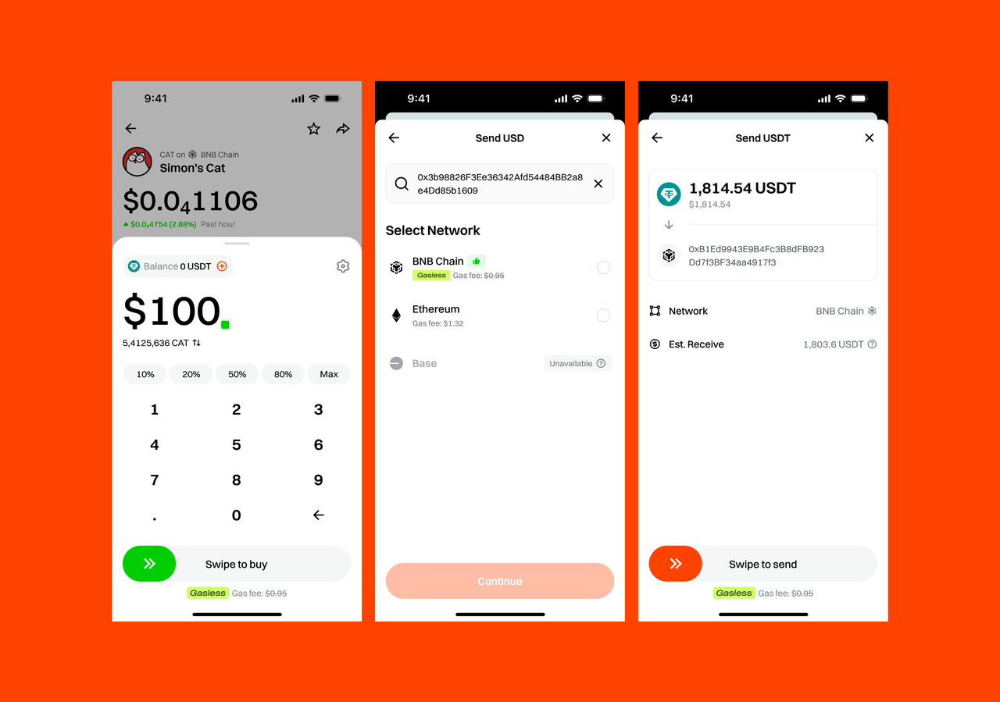 9:41
CAT on BNB Chain
Simon's Cat
$0.0₄1106
$0.0₄4754 (2.88%) Past hour
Balance 0 USDT
$100
5,4125,636 CAT
10% 20% 50% 80% Max
1 2 3
4 5 6
7 8 9
. 0
Swipe to buy
Gasless Gas fee: $0.95
9:41
Send USD
0x3b98826F3Ee36342Afd54484BB2a8
e4Dd85b1609
Select Network
BNB Chain
Gasless Gas fee: $0.95
Ethereum
Gas fee: $1.32
Base Unavailable
Continue
9:41
Send USDT
1,814.54 USDT
$1,814.54
0xB1Ed9943E9B4Fc3B8dFB923
Dd7f3BF34aa4917f3
Network BNB Chain
Est. Receive 1,803.6 USDT
Swipe to send
Gasless Gas fee: $0.95